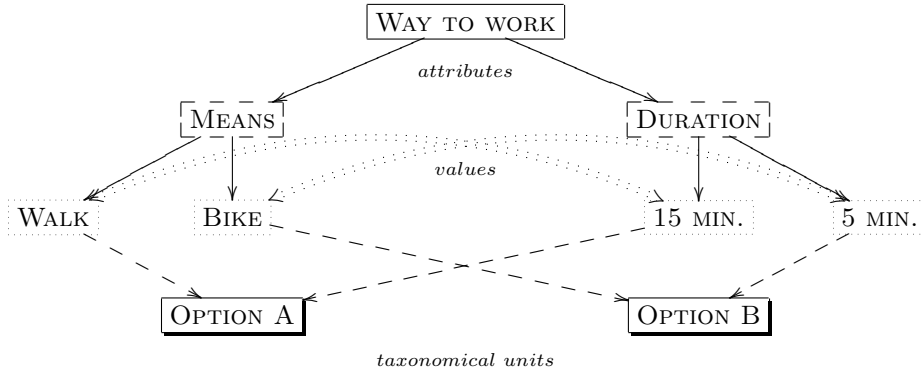 WAY TO WORK
attributes
MEANS DURATION
values
WALK BIKE 15 MIN. 5 MIN.
OPTION A OPTION B
taxonomical units